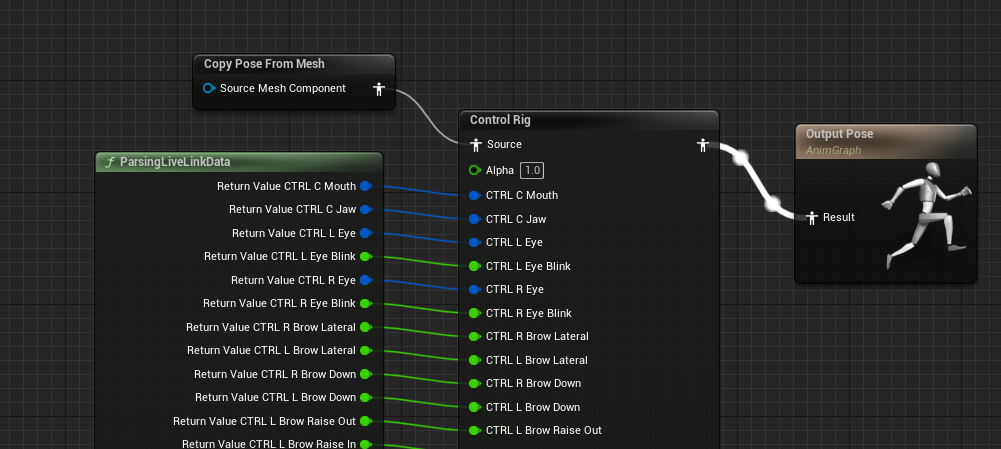 Copy Pose From Mesh
Source Mesh Component
Control Rig
Source
Alpha 1.0
CTRL C Mouth
CTRL C Jaw
CTRL L Eye
CTRL L Eye Blink
CTRL R Eye
CTRL R Eye Blink
CTRL R Brow Lateral
CTRL L Brow Lateral
CTRL R Brow Down
CTRL L Brow Down
CTRL L Brow Raise Out
ParsingLiveLinkData
Return Value CTRL C Mouth
Return Value CTRL C Jaw
Return Value CTRL L Eye
Return Value CTRL L Eye Blink
Return Value CTRL R Eye
Return Value CTRL R Eye Blink
Return Value CTRL R Brow Lateral
Return Value CTRL L Brow Lateral
Return Value CTRL R Brow Down
Return Value CTRL L Brow Down
Return Value CTRL L Brow Raise Out
Return Value CTRL L Brow Raise In
Output Pose
AnimGraph
Result